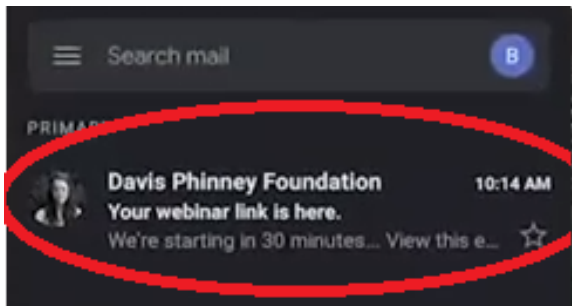 Search mail
B
PRIMARY
Davis Phinney Foundation
10:14 AM
Your webinar link is here.
We're starting in 30 minutes... View this e...